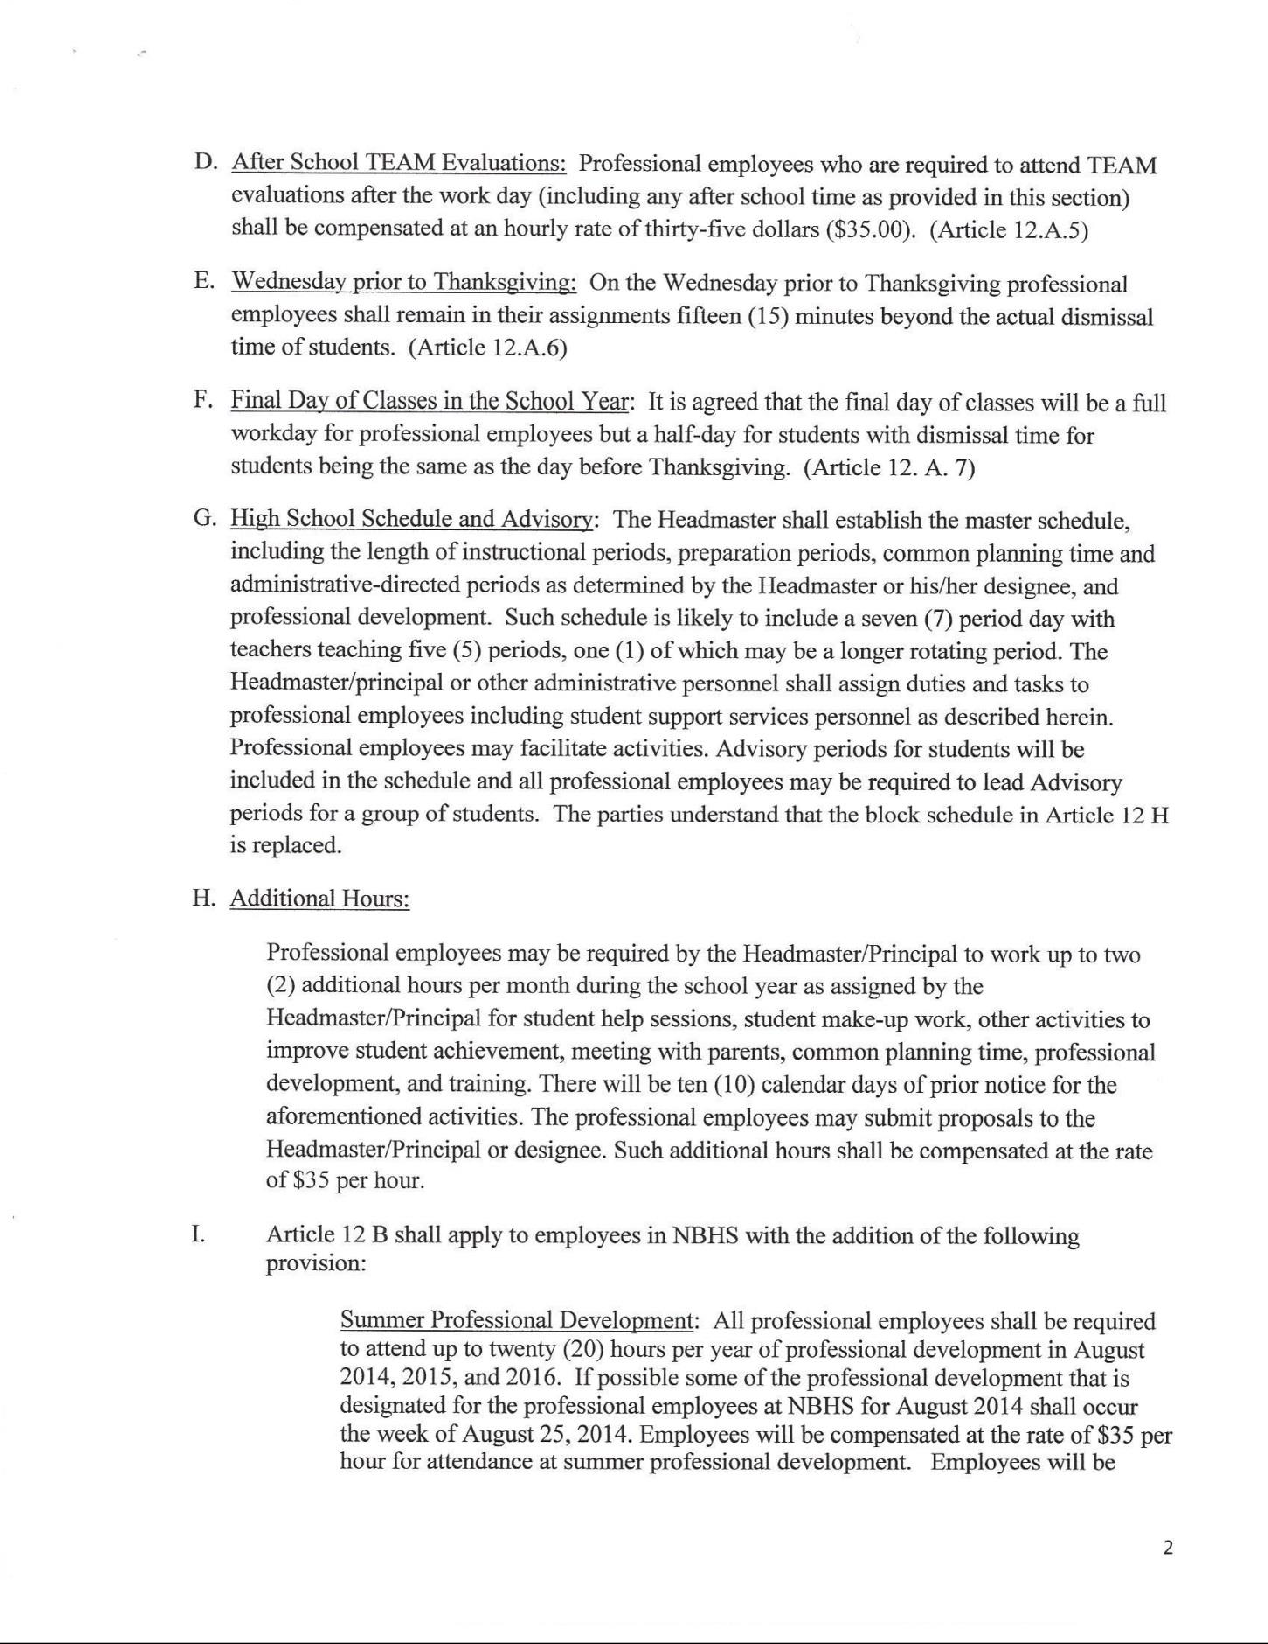 D. After School TEAM Evaluations: Professional employees who are required to attend TEAM
evaluations after the work day (including any after school time as provided in this section)
shall be compensated at an hourly rate of thirty-five dollars ($35.00). (Article 12.A.5)
E. Wednesday prior to Thanksgiving: On the Wednesday prior to Thanksgiving professional
employees shall remain in their assignments fifteen (15) minutes beyond the actual dismissal
time of students. (Article 12.A.6)
F. Final Day of Classes in the School Year: It is agreed that the final day of classes will be a full
workday for professional employees but a half-day for students with dismissal time for
students being the same as the day before Thanksgiving. (Article 12. A. 7)
G. High School Schedule and Advisory: The Headmaster shall establish the master schedule,
including the length of instructional periods, preparation periods, common planning time and
administrative-directed periods as determined by the Headmaster or his/her designee, and
professional development. Such schedule is likely to include a seven (7) period day with
teachers teaching five (5) periods, one (1) of which may be a longer rotating period. The
Headmaster/principal or other administrative personnel shall assign duties and tasks to
professional employees including student support services personnel as described herein.
Professional employees may facilitate activities. Advisory periods for students will be
included in the schedule and all professional employees may be required to lead Advisory
periods for a group of students. The parties understand that the block schedule in Article 12 H
is replaced.
H. Additional Hours:
Professional employees may be required by the Headmaster/Principal to work up to two
(2) additional hours per month during the school year as assigned by the
Headmaster/Principal for student help sessions, student make-up work, other activities to
improve student achievement, meeting with parents, common planning time, professional
development, and training. There will be ten (10) calendar days of prior notice for the
aforementioned activities. The professional employees may submit proposals to the
Headmaster/Principal or designee. Such additional hours shall be compensated at the rate
of $35 per hour.
I. Article 12 B shall apply to employees in NBHS with the addition of the following
provision:
Summer Professional Development: All professional employees shall be required
to attend up to twenty (20) hours per year of professional development in August
2014, 2015, and 2016. If possible some of the professional development that is
designated for the professional employees at NBHS for August 2014 shall occur
the week of August 25, 2014. Employees will be compensated at the rate of $35 per
hour for attendance at summer professional development. Employees will be
2